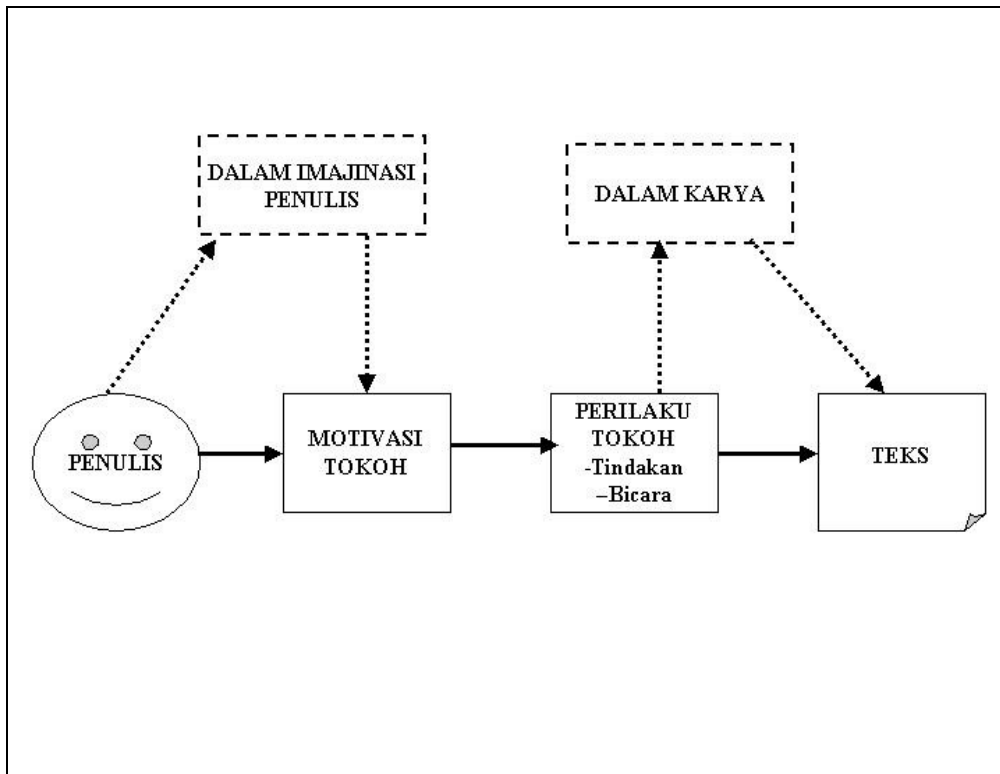 DALAM IMAJINASI
PENULIS
DALAM KARYA
PENULIS
MOTIVASI
TOKOH
PERILAKU
TOKOH
-Tindakan
–Bicara
TEKS